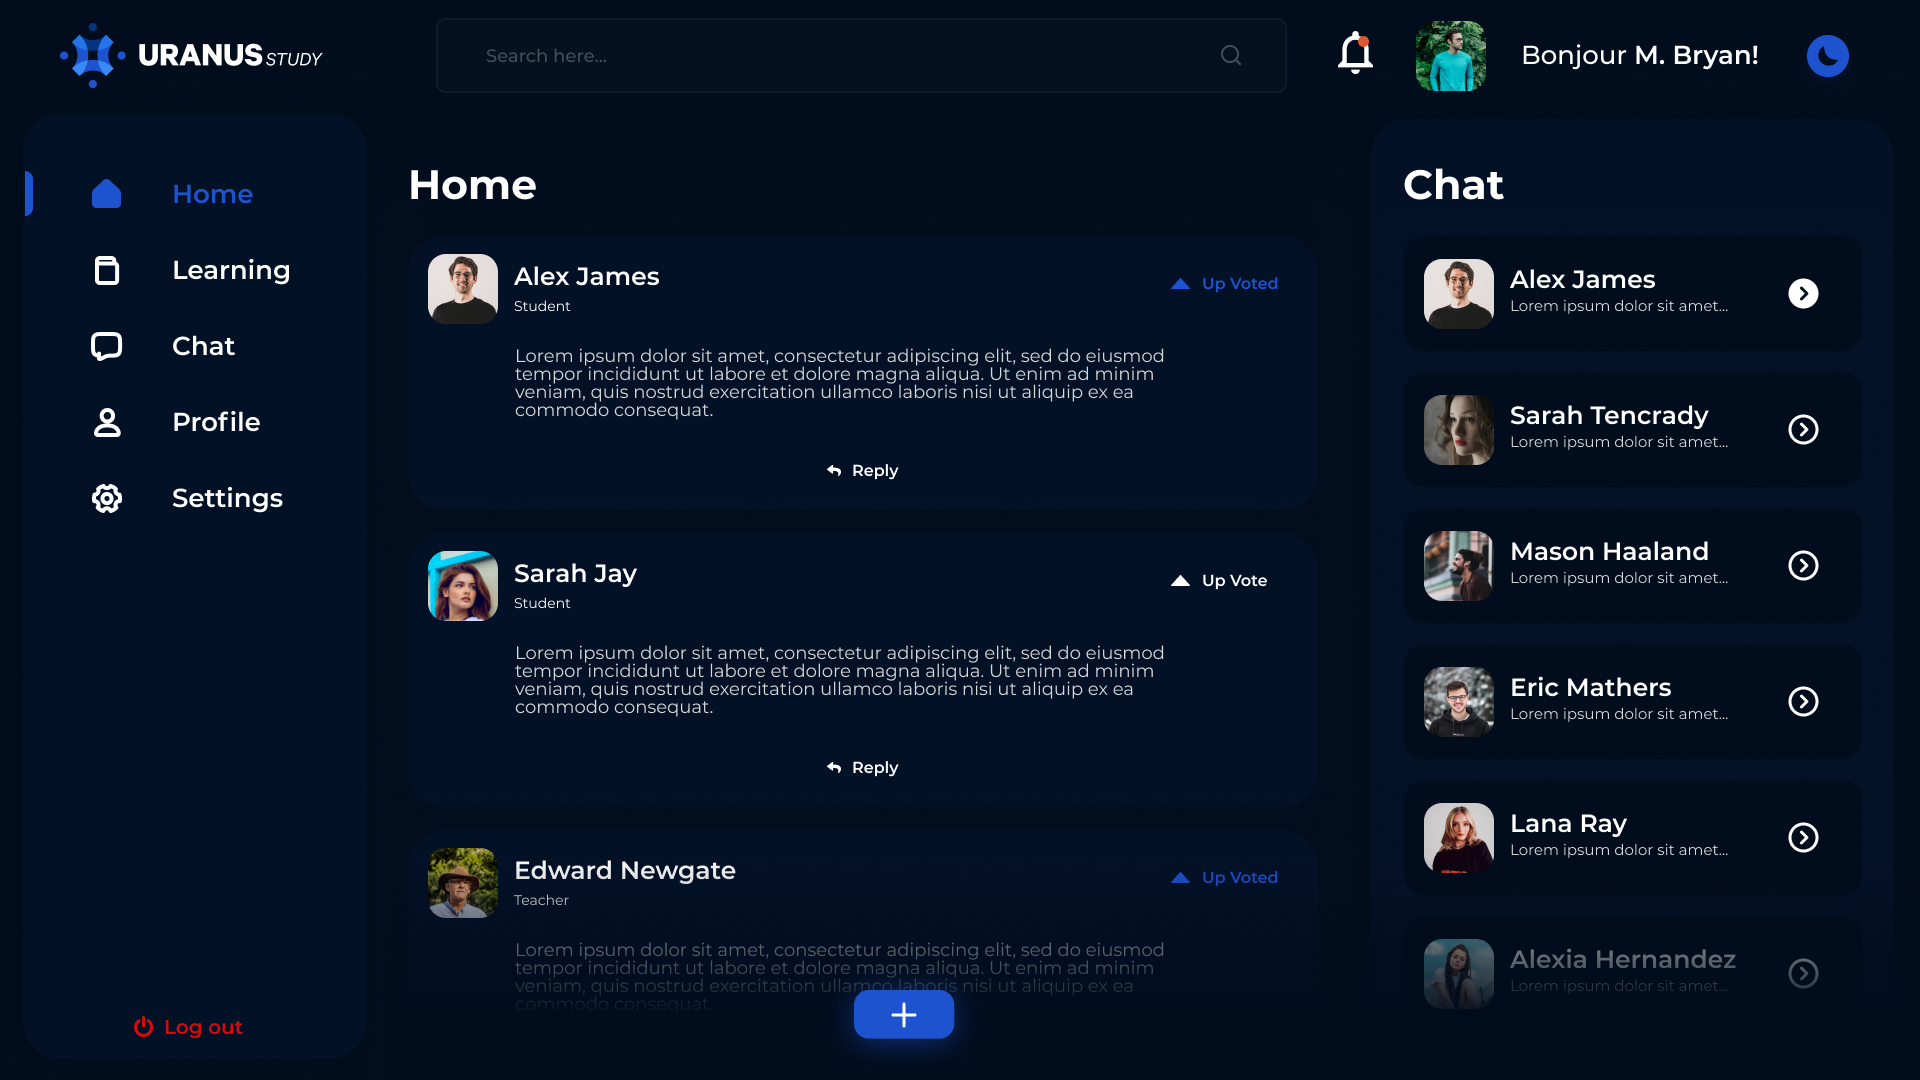 URANUS STUDY
Search here...
Bonjour M. Bryan!
Home
Learning
Chat
Profile
Settings
Log out
Home
Alex James
Student
Up Voted
Lorem ipsum dolor sit amet, consectetur adipiscing elit, sed do eiusmod
tempor incididunt ut labore et dolore magna aliqua. Ut enim ad minim
veniam, quis nostrud exercitation ullamco laboris nisi ut aliquip ex ea
commodo consequat.
Reply
Sarah Jay
Student
Up Vote
Lorem ipsum dolor sit amet, consectetur adipiscing elit, sed do eiusmod
tempor incididunt ut labore et dolore magna aliqua. Ut enim ad minim
veniam, quis nostrud exercitation ullamco laboris nisi ut aliquip ex ea
commodo consequat.
Reply
Edward Newgate
Teacher
Up Voted
Lorem ipsum dolor sit amet, consectetur adipiscing elit, sed do eiusmod
tempor incididunt ut labore et dolore magna aliqua. Ut enim ad minim
veniam, quis nostrud exercitation ullamco laboris nisi ut aliquip ex ea
commodo consequat.
Chat
Alex James
Lorem ipsum dolor sit amet...
Sarah Tencrady
Lorem ipsum dolor sit amet...
Mason Haaland
Lorem ipsum dolor sit amet...
Eric Mathers
Lorem ipsum dolor sit amet...
Lana Ray
Lorem ipsum dolor sit amet...
Alexia Hernandez
Lorem ipsum dolor sit amet...